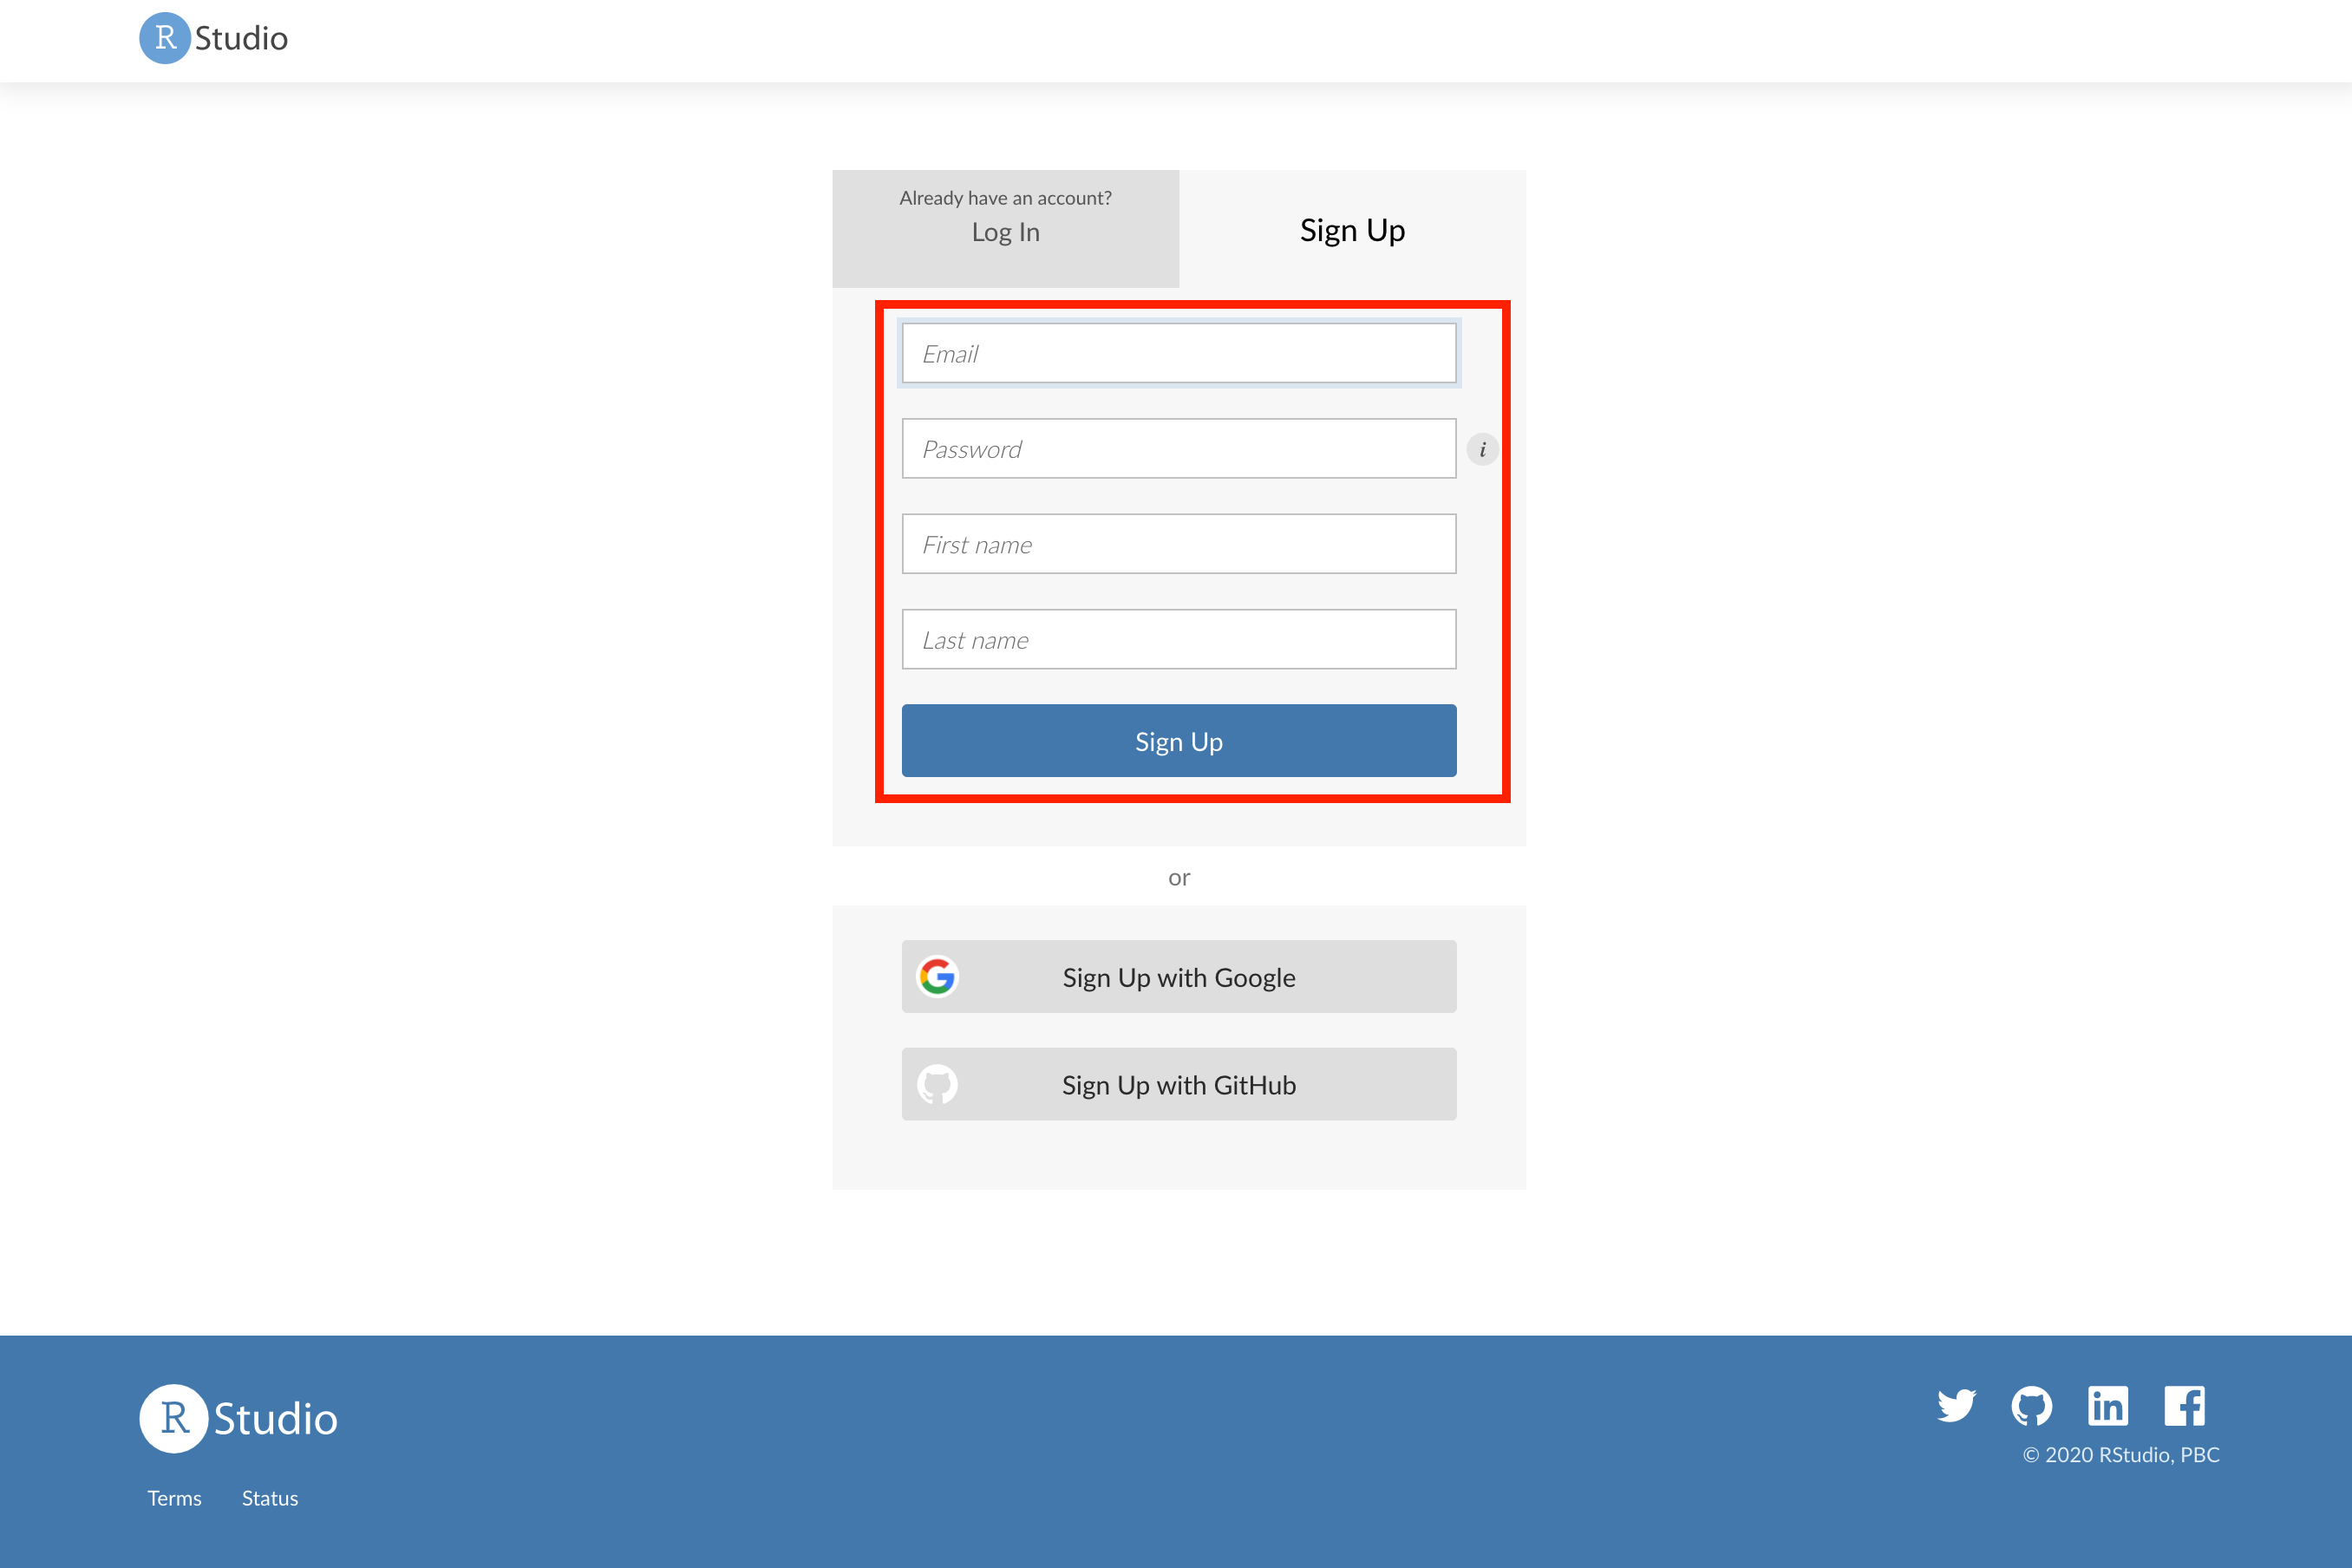 R Studio
Already have an account?
Log In
Sign Up
Email
Password
i
First name
Last name
Sign Up
or
Sign Up with Google
Sign Up with GitHub
R Studio
© 2020 RStudio, PBC
Terms Status